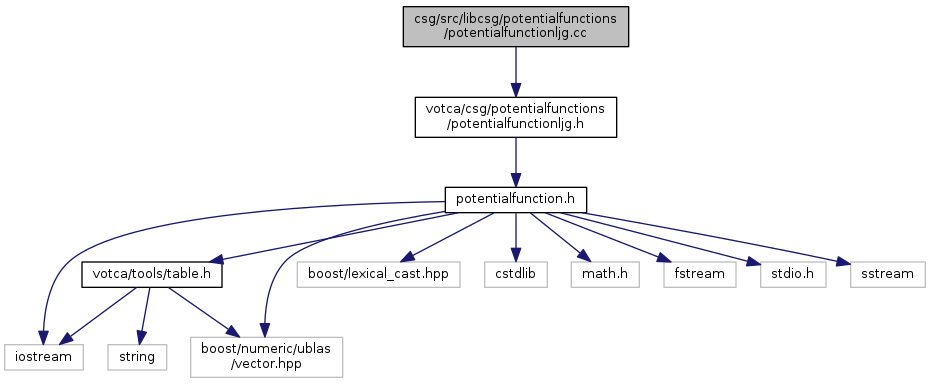 csg/src/libcsg/potentialfunctions
/potentialfunctionljg.cc
votca/csg/potentialfunctions
/potentialfunctionljg.h
potentialfunction.h
votca/tools/table.h
boost/lexical_cast.hpp
cstdlib
math.h
fstream
stdio.h
sstream
iostream
string
boost/numeric/ublas
/vector.hpp